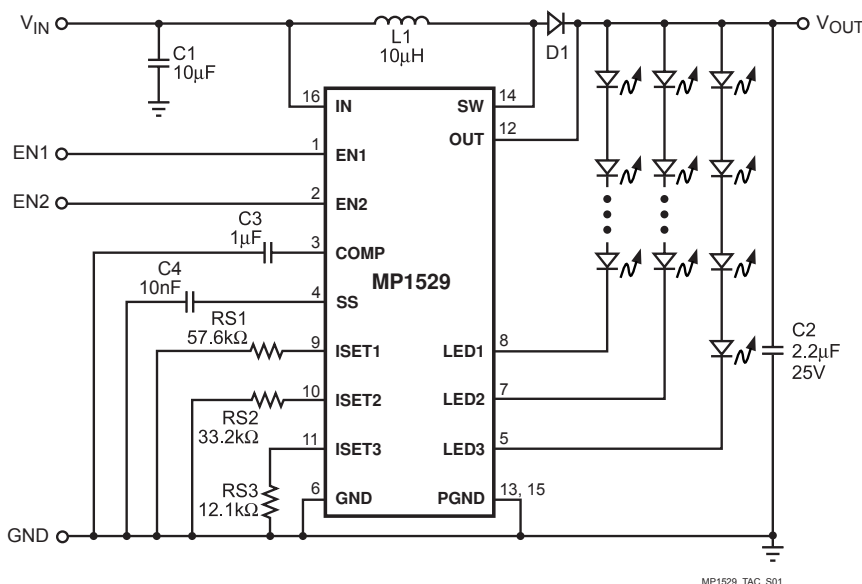 VIN
VOUT
L1
10μH
D1
C1
10μF
16
IN
SW
14
OUT
12
EN1
1
EN1
EN2
2
EN2
C3
1μF
3
COMP
MP1529
C4
10nF
4
SS
RS1
57.6kΩ
9
ISET1
LED1
8
C2
2.2μF
25V
10
ISET2
LED2
7
RS2
33.2kΩ
11
ISET3
LED3
5
RS3
12.1kΩ
6
GND
PGND
13, 15
GND
MP1529_TAC_S01